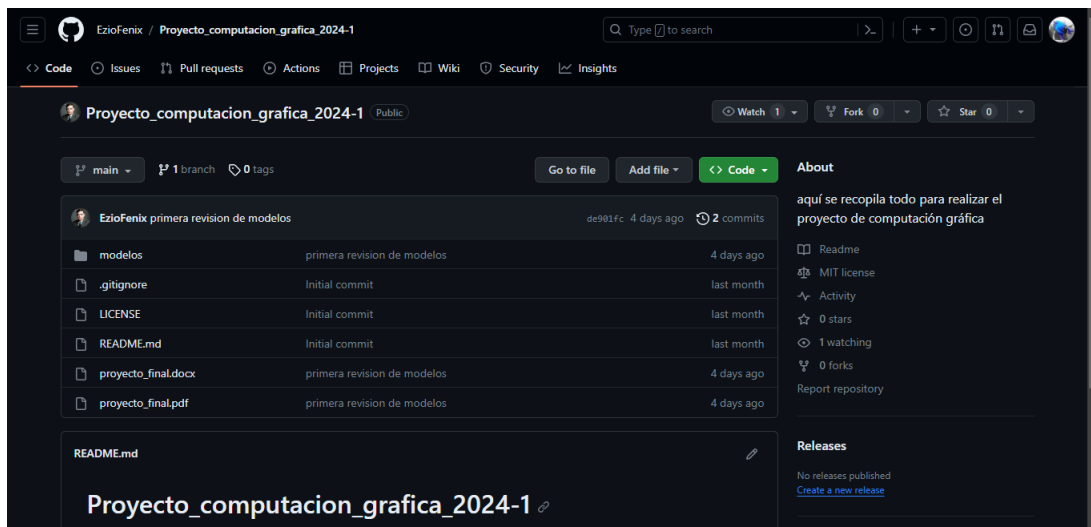 EzioFenix / Proyecto_computacion_grafica_2024-1
Type / to search
Code Issues Pull requests Actions Projects Wiki Security Insights
Proyecto_computacion_grafica_2024-1 Public
Watch 1 Fork 0 Star 0
main 1 branch 0 tags Go to file Add file Code
EzioFenix primera revision de modelos de901fc 4 days ago 2 commits
modelos primera revision de modelos 4 days ago
.gitignore Initial commit last month
LICENSE Initial commit last month
README.md Initial commit last month
proyecto_final.docx primera revision de modelos 4 days ago
proyecto_final.pdf primera revision de modelos 4 days ago
README.md
Proyecto_computacion_grafica_2024-1
About
aquí se recopila todo para realizar el
proyecto de computación gráfica
Readme
MIT license
Activity
0 stars
1 watching
0 forks
Report repository
Releases
No releases published
Create a new release